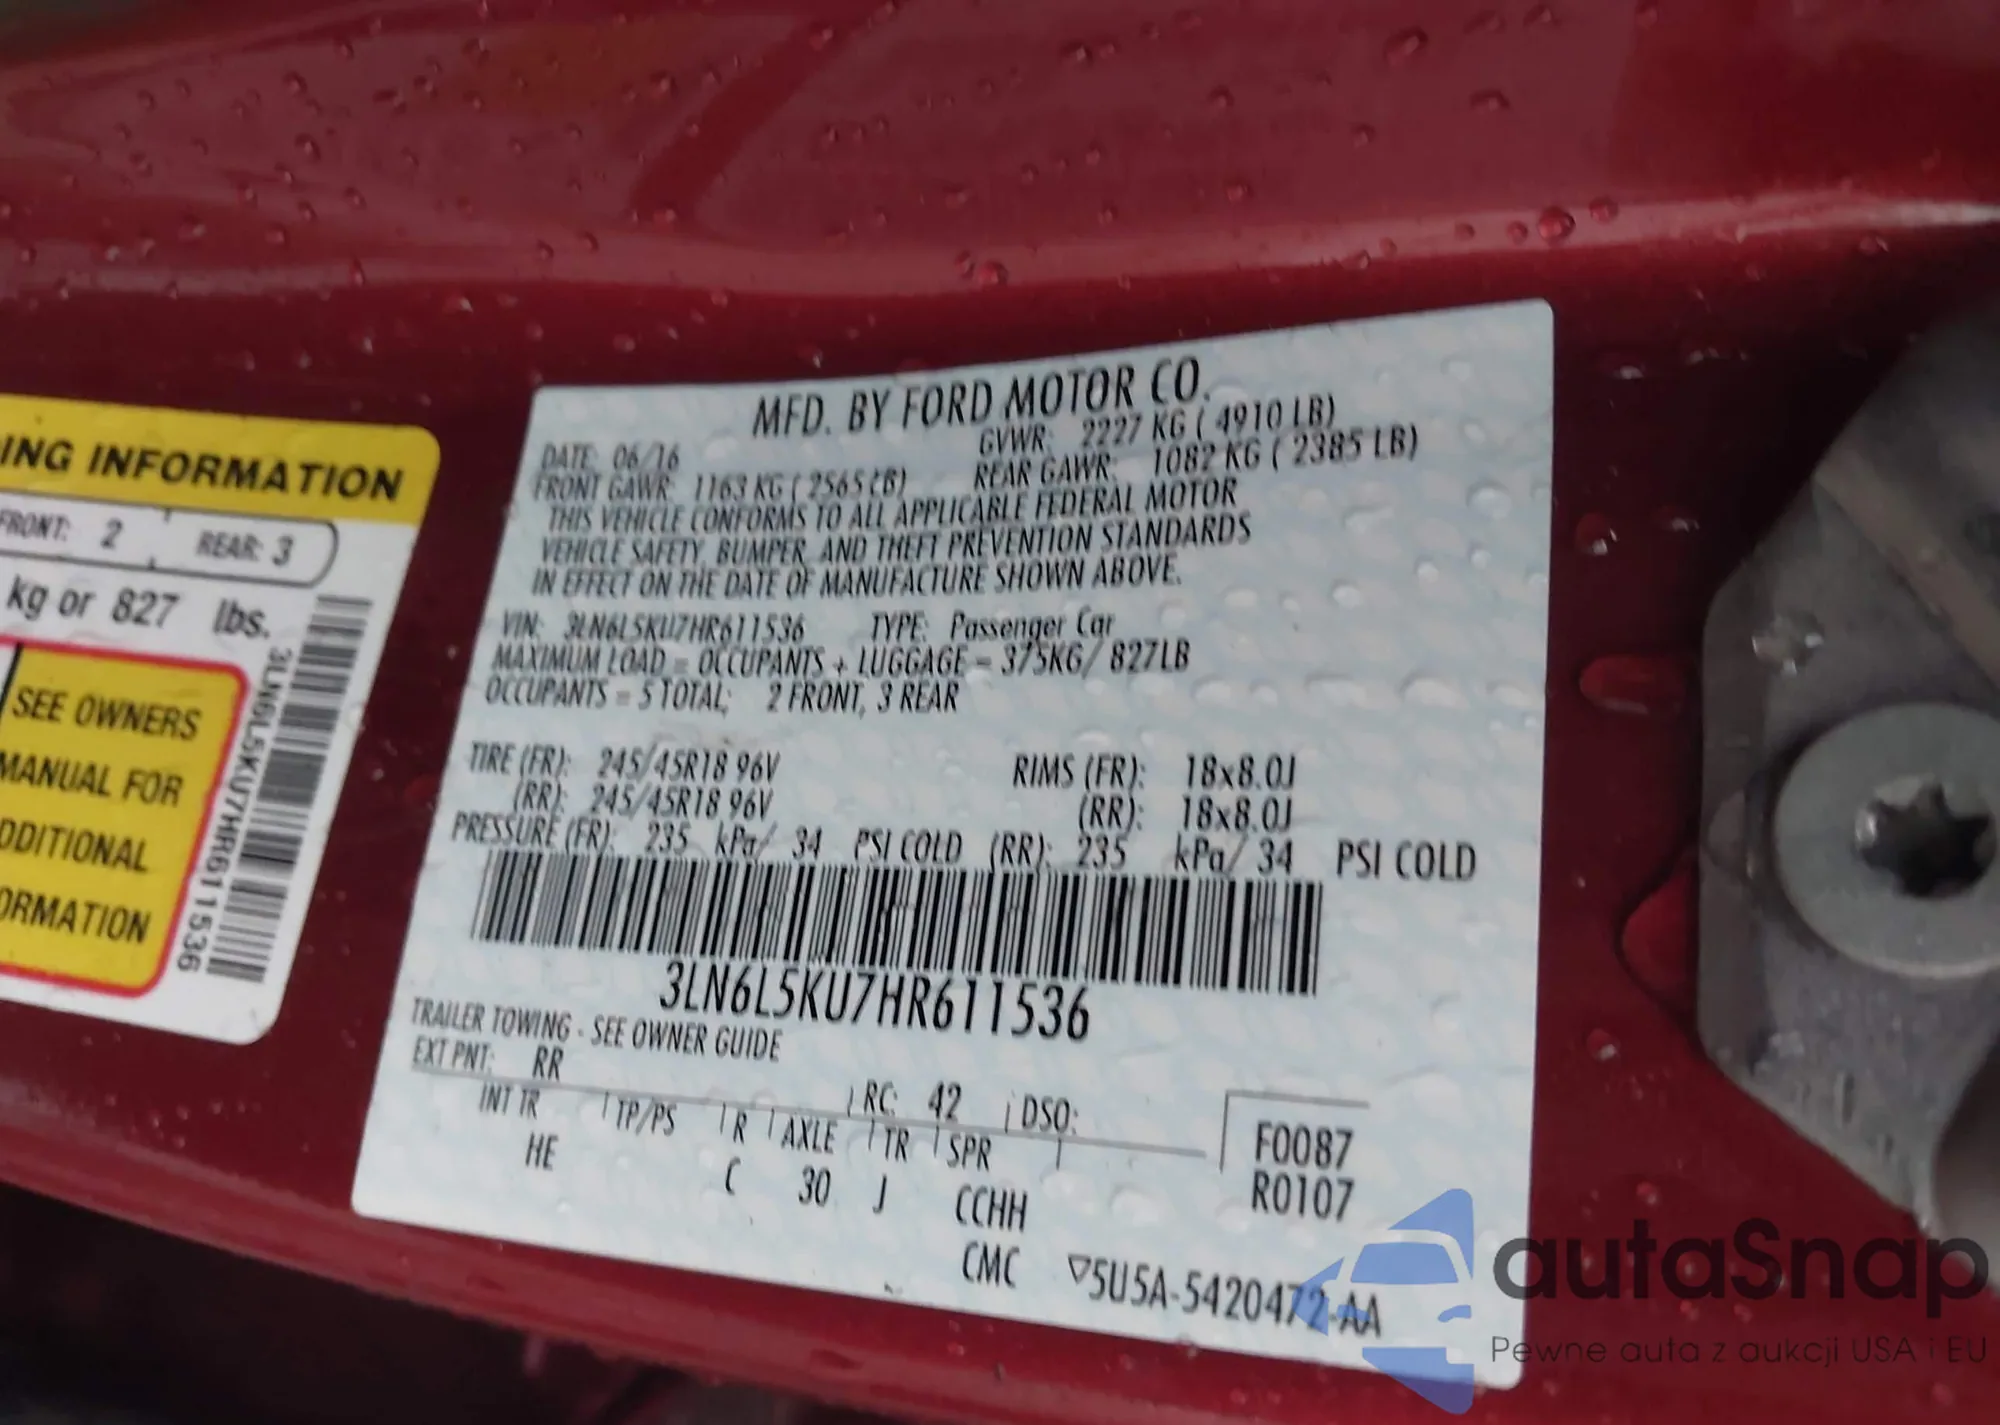 ING INFORMATION
FRONT: 2 REAR: 3
kg or 827 lbs.
SEE OWNERS
MANUAL FOR
DDITIONAL
ORMATION
3LN6L5KU7HR611536
MFD. BY FORD MOTOR CO.
DATE: 06/16 GVWR: 2227 KG ( 4910 LB)
FRONT GAWR: 1163 KG ( 2565 LB) REAR GAWR: 1082 KG ( 2385 LB)
THIS VEHICLE CONFORMS TO ALL APPLICABLE FEDERAL MOTOR
VEHICLE SAFETY, BUMPER, AND THEFT PREVENTION STANDARDS
IN EFFECT ON THE DATE OF MANUFACTURE SHOWN ABOVE.
VIN: 3LN6L5KU7HR611536 TYPE: Passenger Car
MAXIMUM LOAD = OCCUPANTS + LUGGAGE = 375KG/ 827LB
OCCUPANTS = 5 TOTAL; 2 FRONT, 3 REAR
TIRE (FR): 245/45R18 96V RIMS (FR): 18x8.0J
(RR): 245/45R18 96V (RR): 18x8.0J
PRESSURE (FR): 235 kPa/ 34 PSI COLD (RR): 235 kPa/ 34 PSI COLD
3LN6L5KU7HR611536
TRAILER TOWING - SEE OWNER GUIDE
EXT PNT: RR RC: 42 DSO:
INT TR TP/PS R AXLE TR SPR
HE C 30 J CCHH
F0087
R0107
CMC ▽5U5A-5420472-AA
autaSnap
Pewne auta z aukcji USA i EU